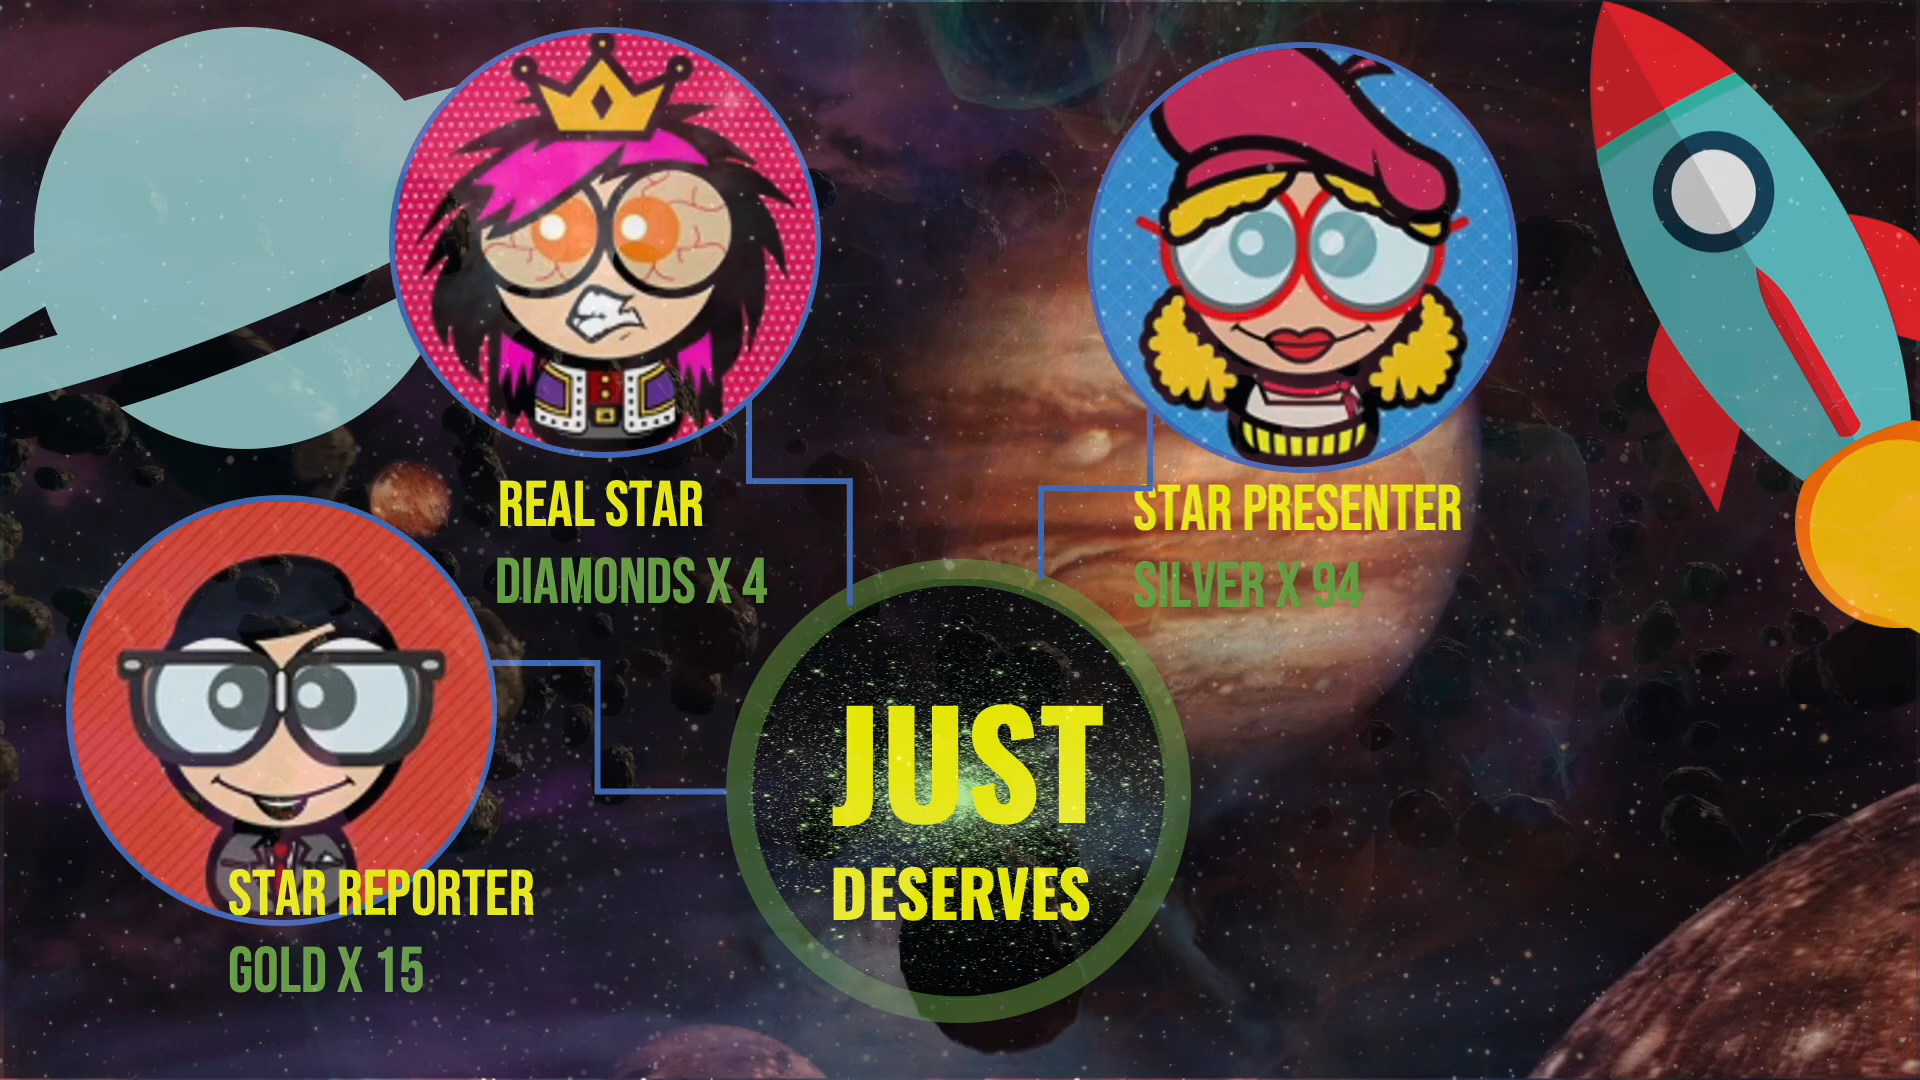 REAL STAR
DIAMONDS X 4
STAR PRESENTER
SILVER X 94
STAR REPORTER
GOLD X 15
JUST
DESERVES